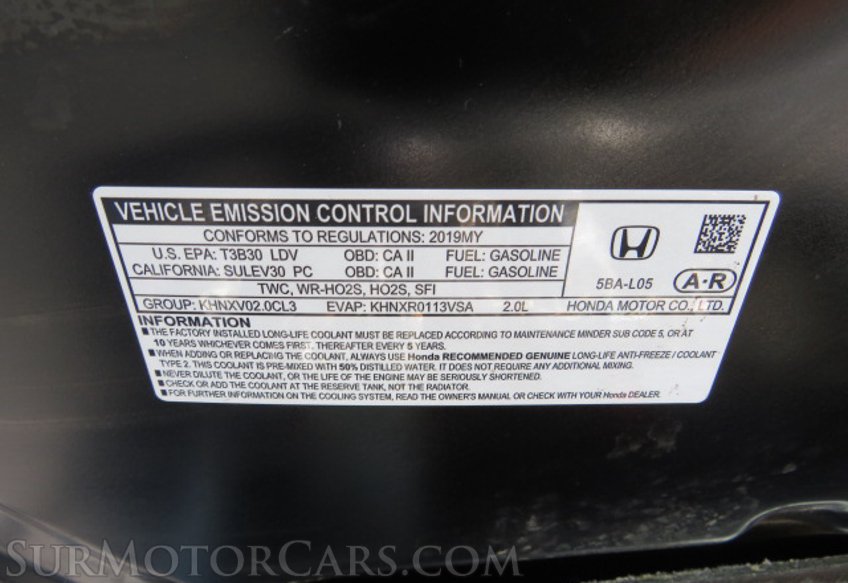 VEHICLE EMISSION CONTROL INFORMATION
CONFORMS TO REGULATIONS: 2019MY
U.S. EPA: T3B30 LDV OBD: CA II FUEL: GASOLINE
CALIFORNIA: SULEV30 PC OBD: CA II FUEL: GASOLINE
TWC, WR-HO2S, HO2S, SFI
5BA-L05 A-R
GROUP: KHNXV02.0CL3 EVAP: KHNXR0113VSA 2.0L HONDA MOTOR CO., LTD.
INFORMATION
■ THE FACTORY INSTALLED LONG-LIFE COOLANT MUST BE REPLACED ACCORDING TO MAINTENANCE MINDER SUB CODE 5, OR AT
10 YEARS WHICHEVER COMES FIRST, THEREAFTER EVERY 5 YEARS.
■ WHEN ADDING OR REPLACING THE COOLANT, ALWAYS USE Honda RECOMMENDED GENUINE LONG-LIFE ANTI-FREEZE / COOLANT
TYPE 2. THIS COOLANT IS PRE-MIXED WITH 50% DISTILLED WATER. IT DOES NOT REQUIRE ANY ADDITIONAL MIXING.
■ NEVER DILUTE THE COOLANT, OR THE LIFE OF THE ENGINE MAY BE SERIOUSLY SHORTENED.
■ CHECK OR ADD THE COOLANT AT THE RESERVE TANK, NOT THE RADIATOR.
■ FOR FURTHER INFORMATION ON THE COOLING SYSTEM, READ THE OWNER'S MANUAL OR CHECK WITH YOUR Honda DEALER.
SURMOTORCARS.COM